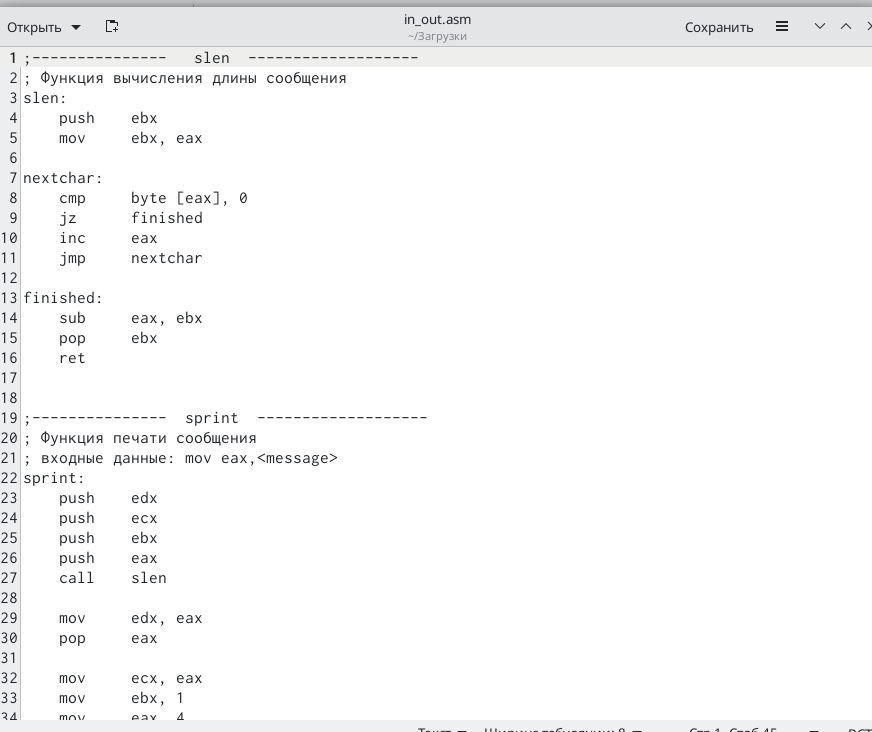 Открыть
in_out.asm
~/Загрузки
Сохранить
1 ;---------------   slen  -------------------
2 ; Функция вычисления длины сообщения
3 slen:
4     push    ebx
5     mov     ebx, eax
6
7 nextchar:
8     cmp     byte [eax], 0
9     jz      finished
10     inc     eax
11     jmp     nextchar
12
13 finished:
14     sub     eax, ebx
15     pop     ebx
16     ret
17
18
19 ;---------------  sprint  -------------------
20 ; Функция печати сообщения
21 ; входные данные: mov eax,<message>
22 sprint:
23     push    edx
24     push    ecx
25     push    ebx
26     push    eax
27     call    slen
28
29     mov     edx, eax
30     pop     eax
31
32     mov     ecx, eax
33     mov     ebx, 1
34     mov     eax, 4
Текст Ширина табуляции: 8 Стр 1, Стлб 45 ВСТ